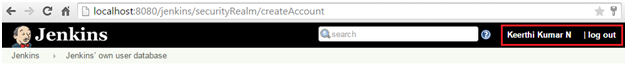 localhost:8080/jenkins/securityRealm/createAccount
Jenkins search ? Keerthi Kumar N | log out
Jenkins › Jenkins' own user database